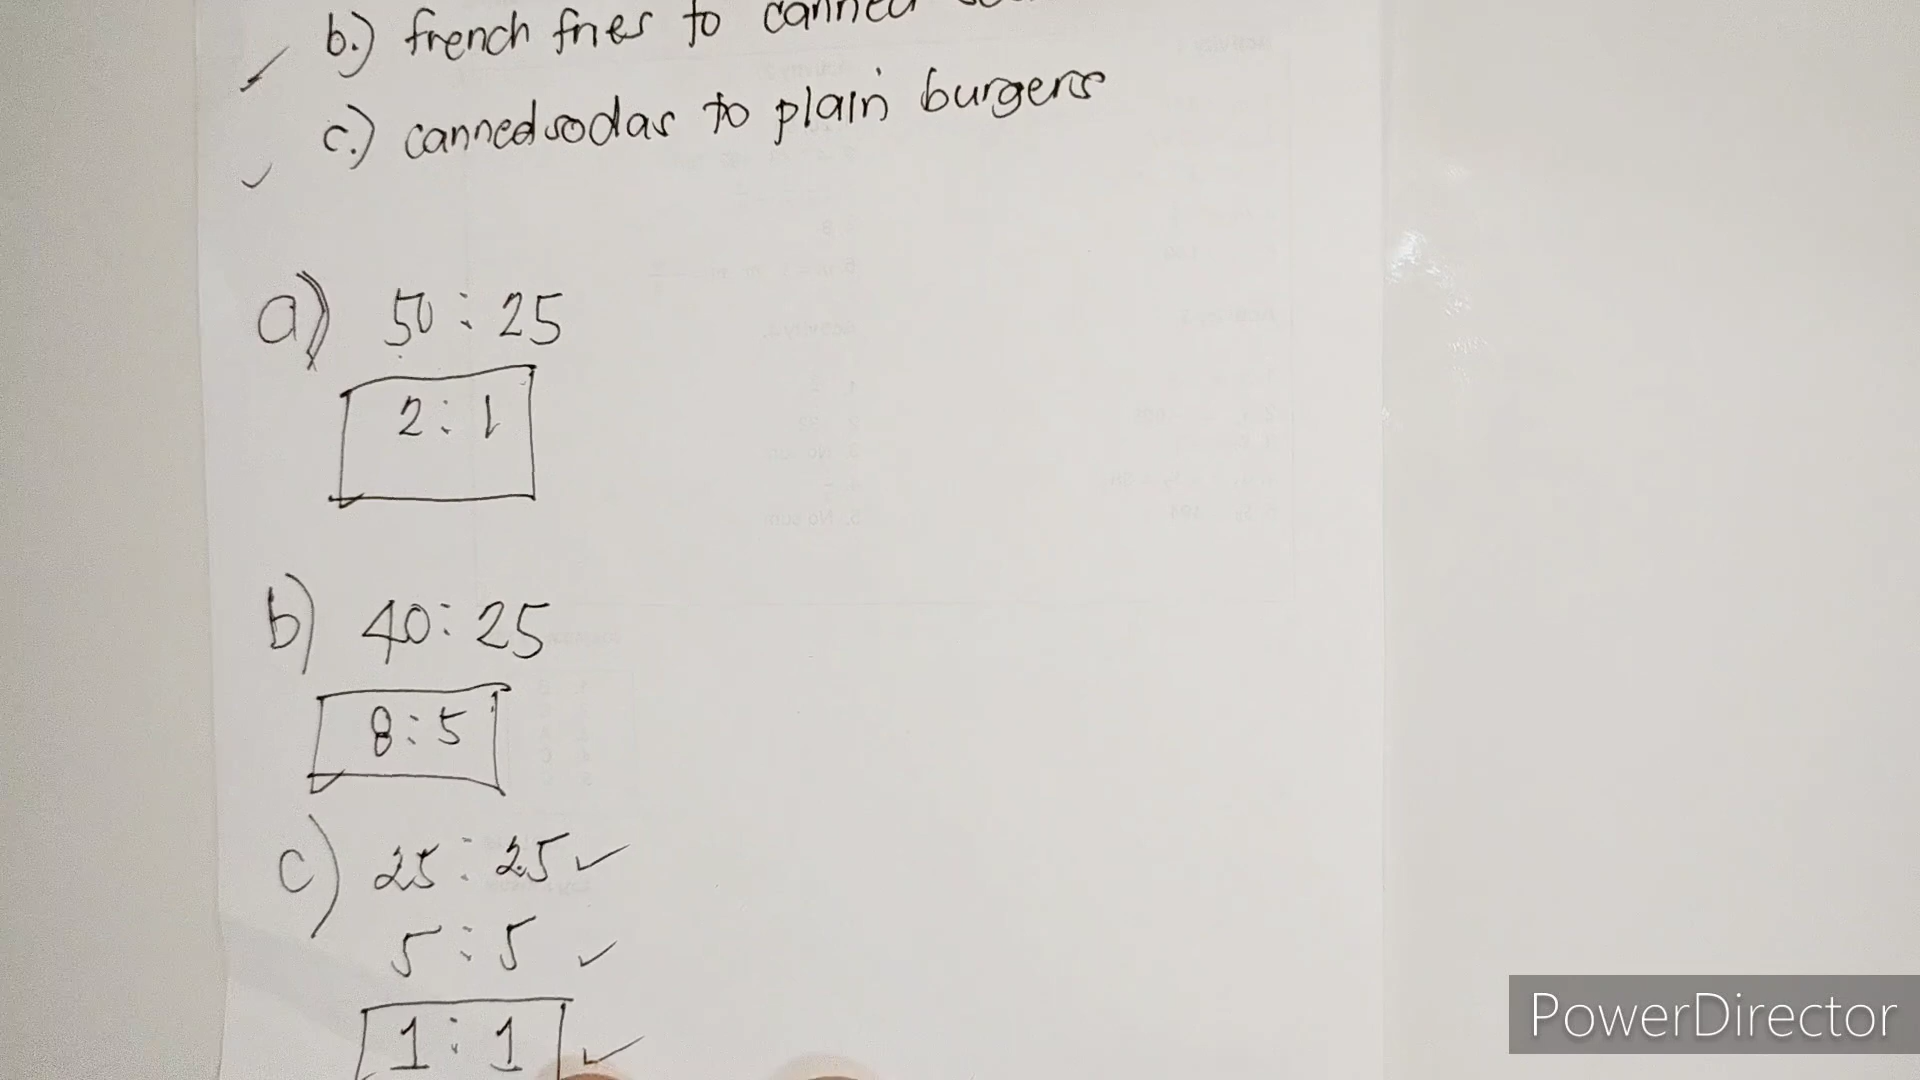 b.) french fries to canned
c.) canned sodas to plain burgers
a) 50 : 25
2 : 1
b) 40 : 25
8 : 5
c) 25 : 25
5 : 5
1 : 1
PowerDirector